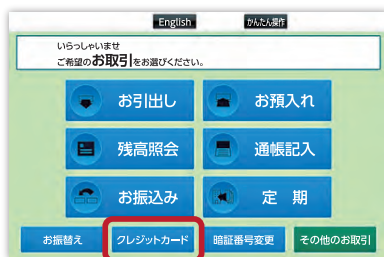 English かんたん操作
いらっしゃいませ
ご希望のお取引をお選びください。
お引出し お預入れ
残高照会 通帳記入
お振込み 定 期
お振替え クレジットカード 暗証番号変更 その他のお取引